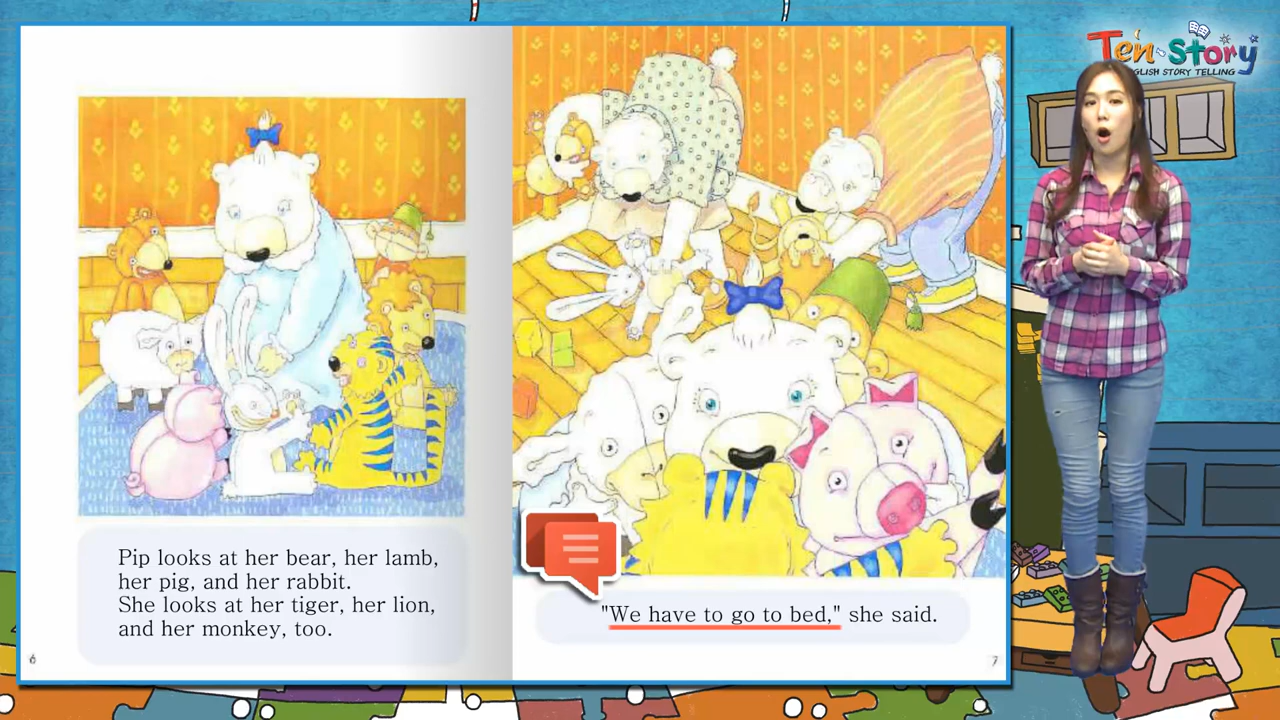 Ten-Story
ENGLISH STORY TELLING
Pip looks at her bear, her lamb,
her pig, and her rabbit.
She looks at her tiger, her lion,
and her monkey, too.
6
"We have to go to bed," she said.
7